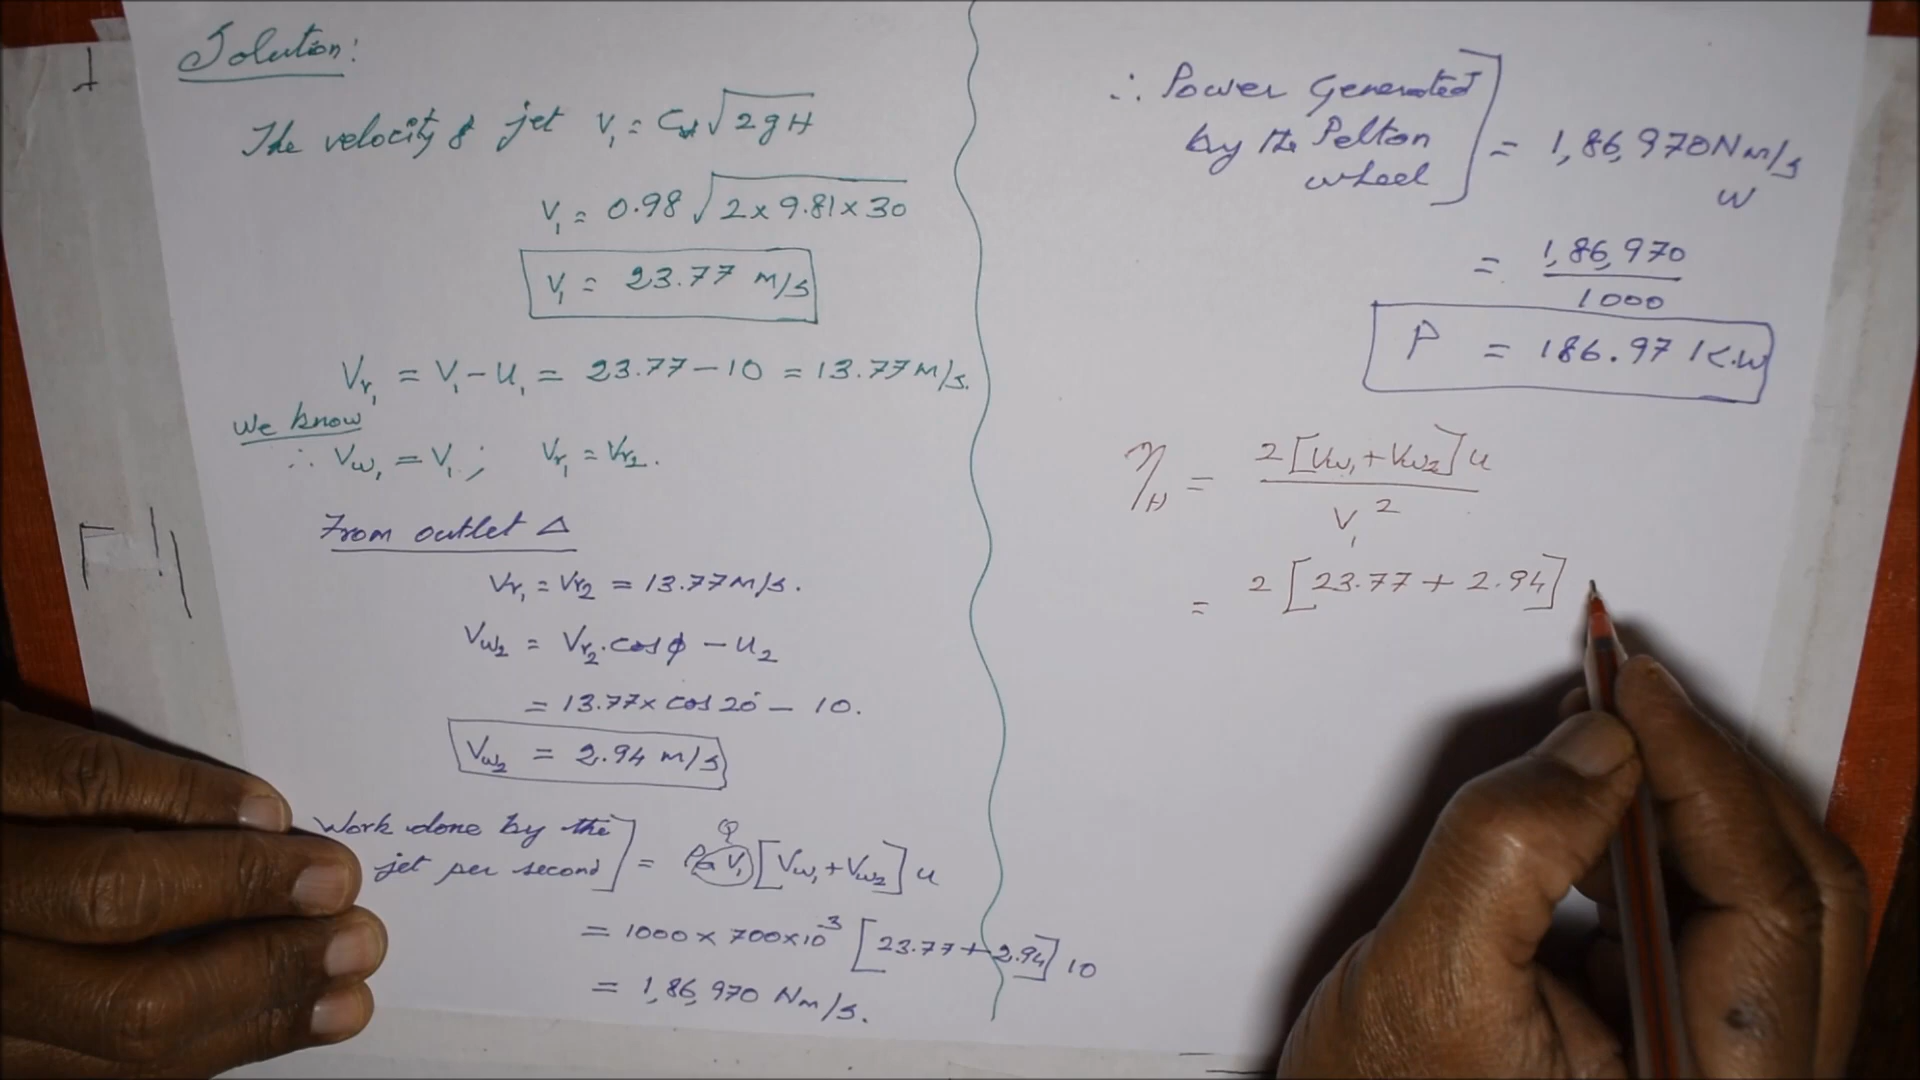 Solution:
The velocity of jet V₁ = Cv √2gH
V₁ = 0.98 √2 × 9.81 × 30
V₁ = 23.77 m/s
Vr₁ = V₁ - u₁ = 23.77 - 10 = 13.77 m/s.
We know
∴ Vw₁ = V₁; Vr₁ = Vr₂.
From outlet Δ
Vr₁ = Vr₂ = 13.77 m/s.
Vw₂ = Vr₂.cosφ - u₂
= 13.77 × cos 20° - 10.
Vw₂ = 2.94 m/s
Q
Work done by the
jet per second] = ρaV₁ [Vw₁ + Vw₂] u
= 1000 × 700×10⁻³ [23.77 + 2.94] 10
= 1,86,970 Nm/s.
∴ Power Generated
by the Pelton
wheel] = 1,86,970 Nm/s
W
= 1,86,970
1000
P = 186.97 K.W
ηH = 2[Vw₁ + Vw₂] u
V₁²
= 2 [23.77 + 2.94]